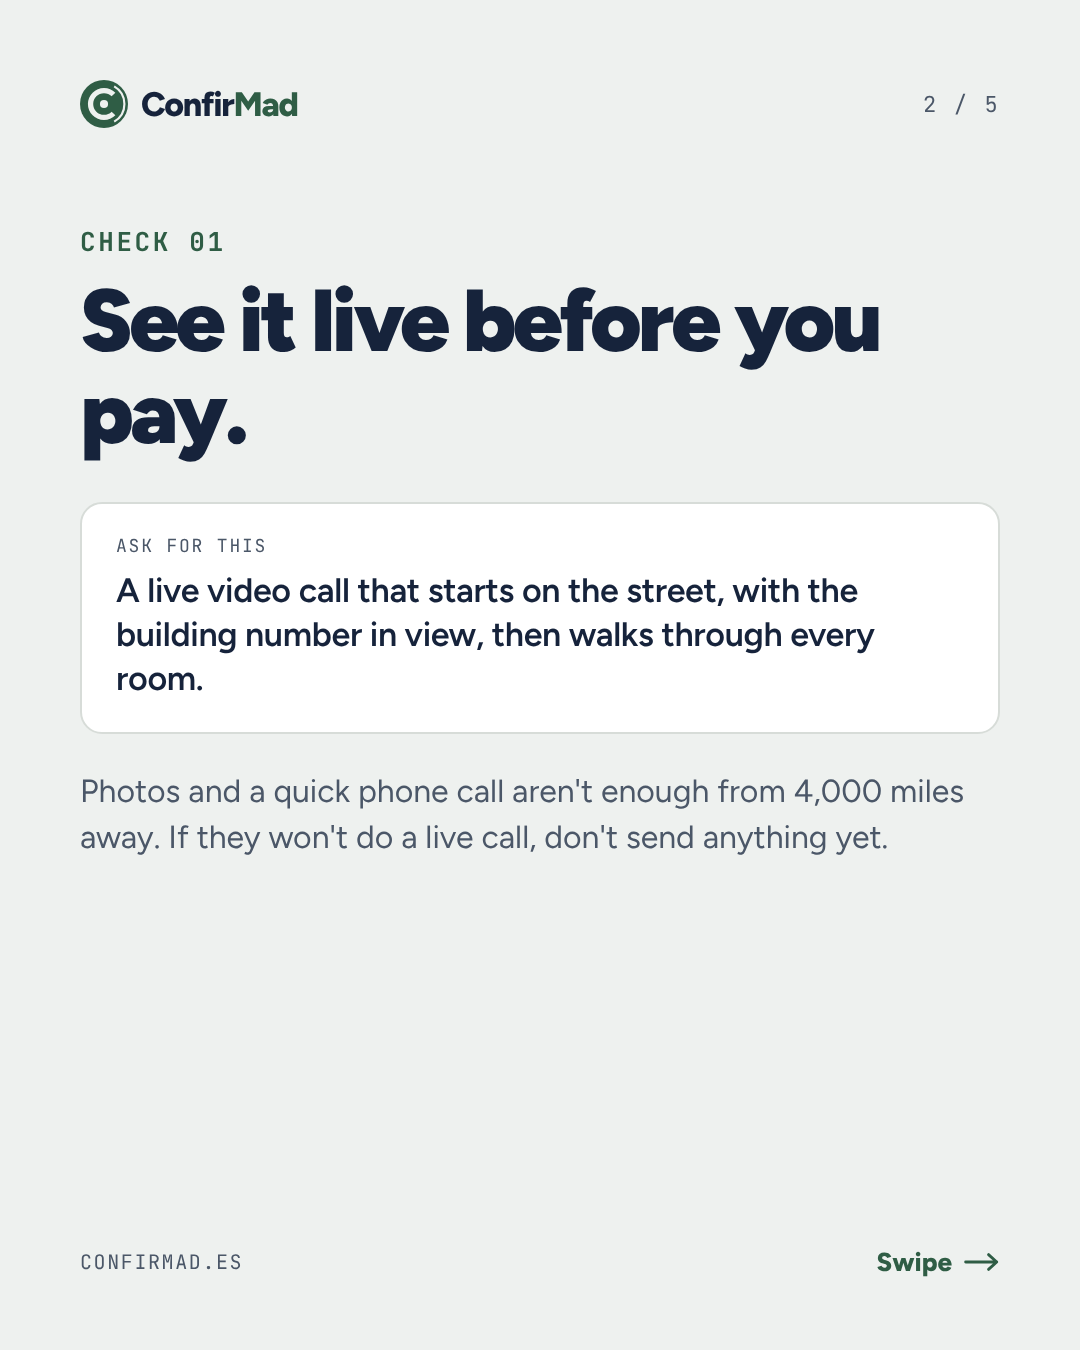 ConfirMad
2 / 5
CHECK 01
See it live before you
pay.
ASK FOR THIS
A live video call that starts on the street, with the
building number in view, then walks through every
room.
Photos and a quick phone call aren't enough from 4,000 miles
away. If they won't do a live call, don't send anything yet.
CONFIRMAD.ES
Swipe →